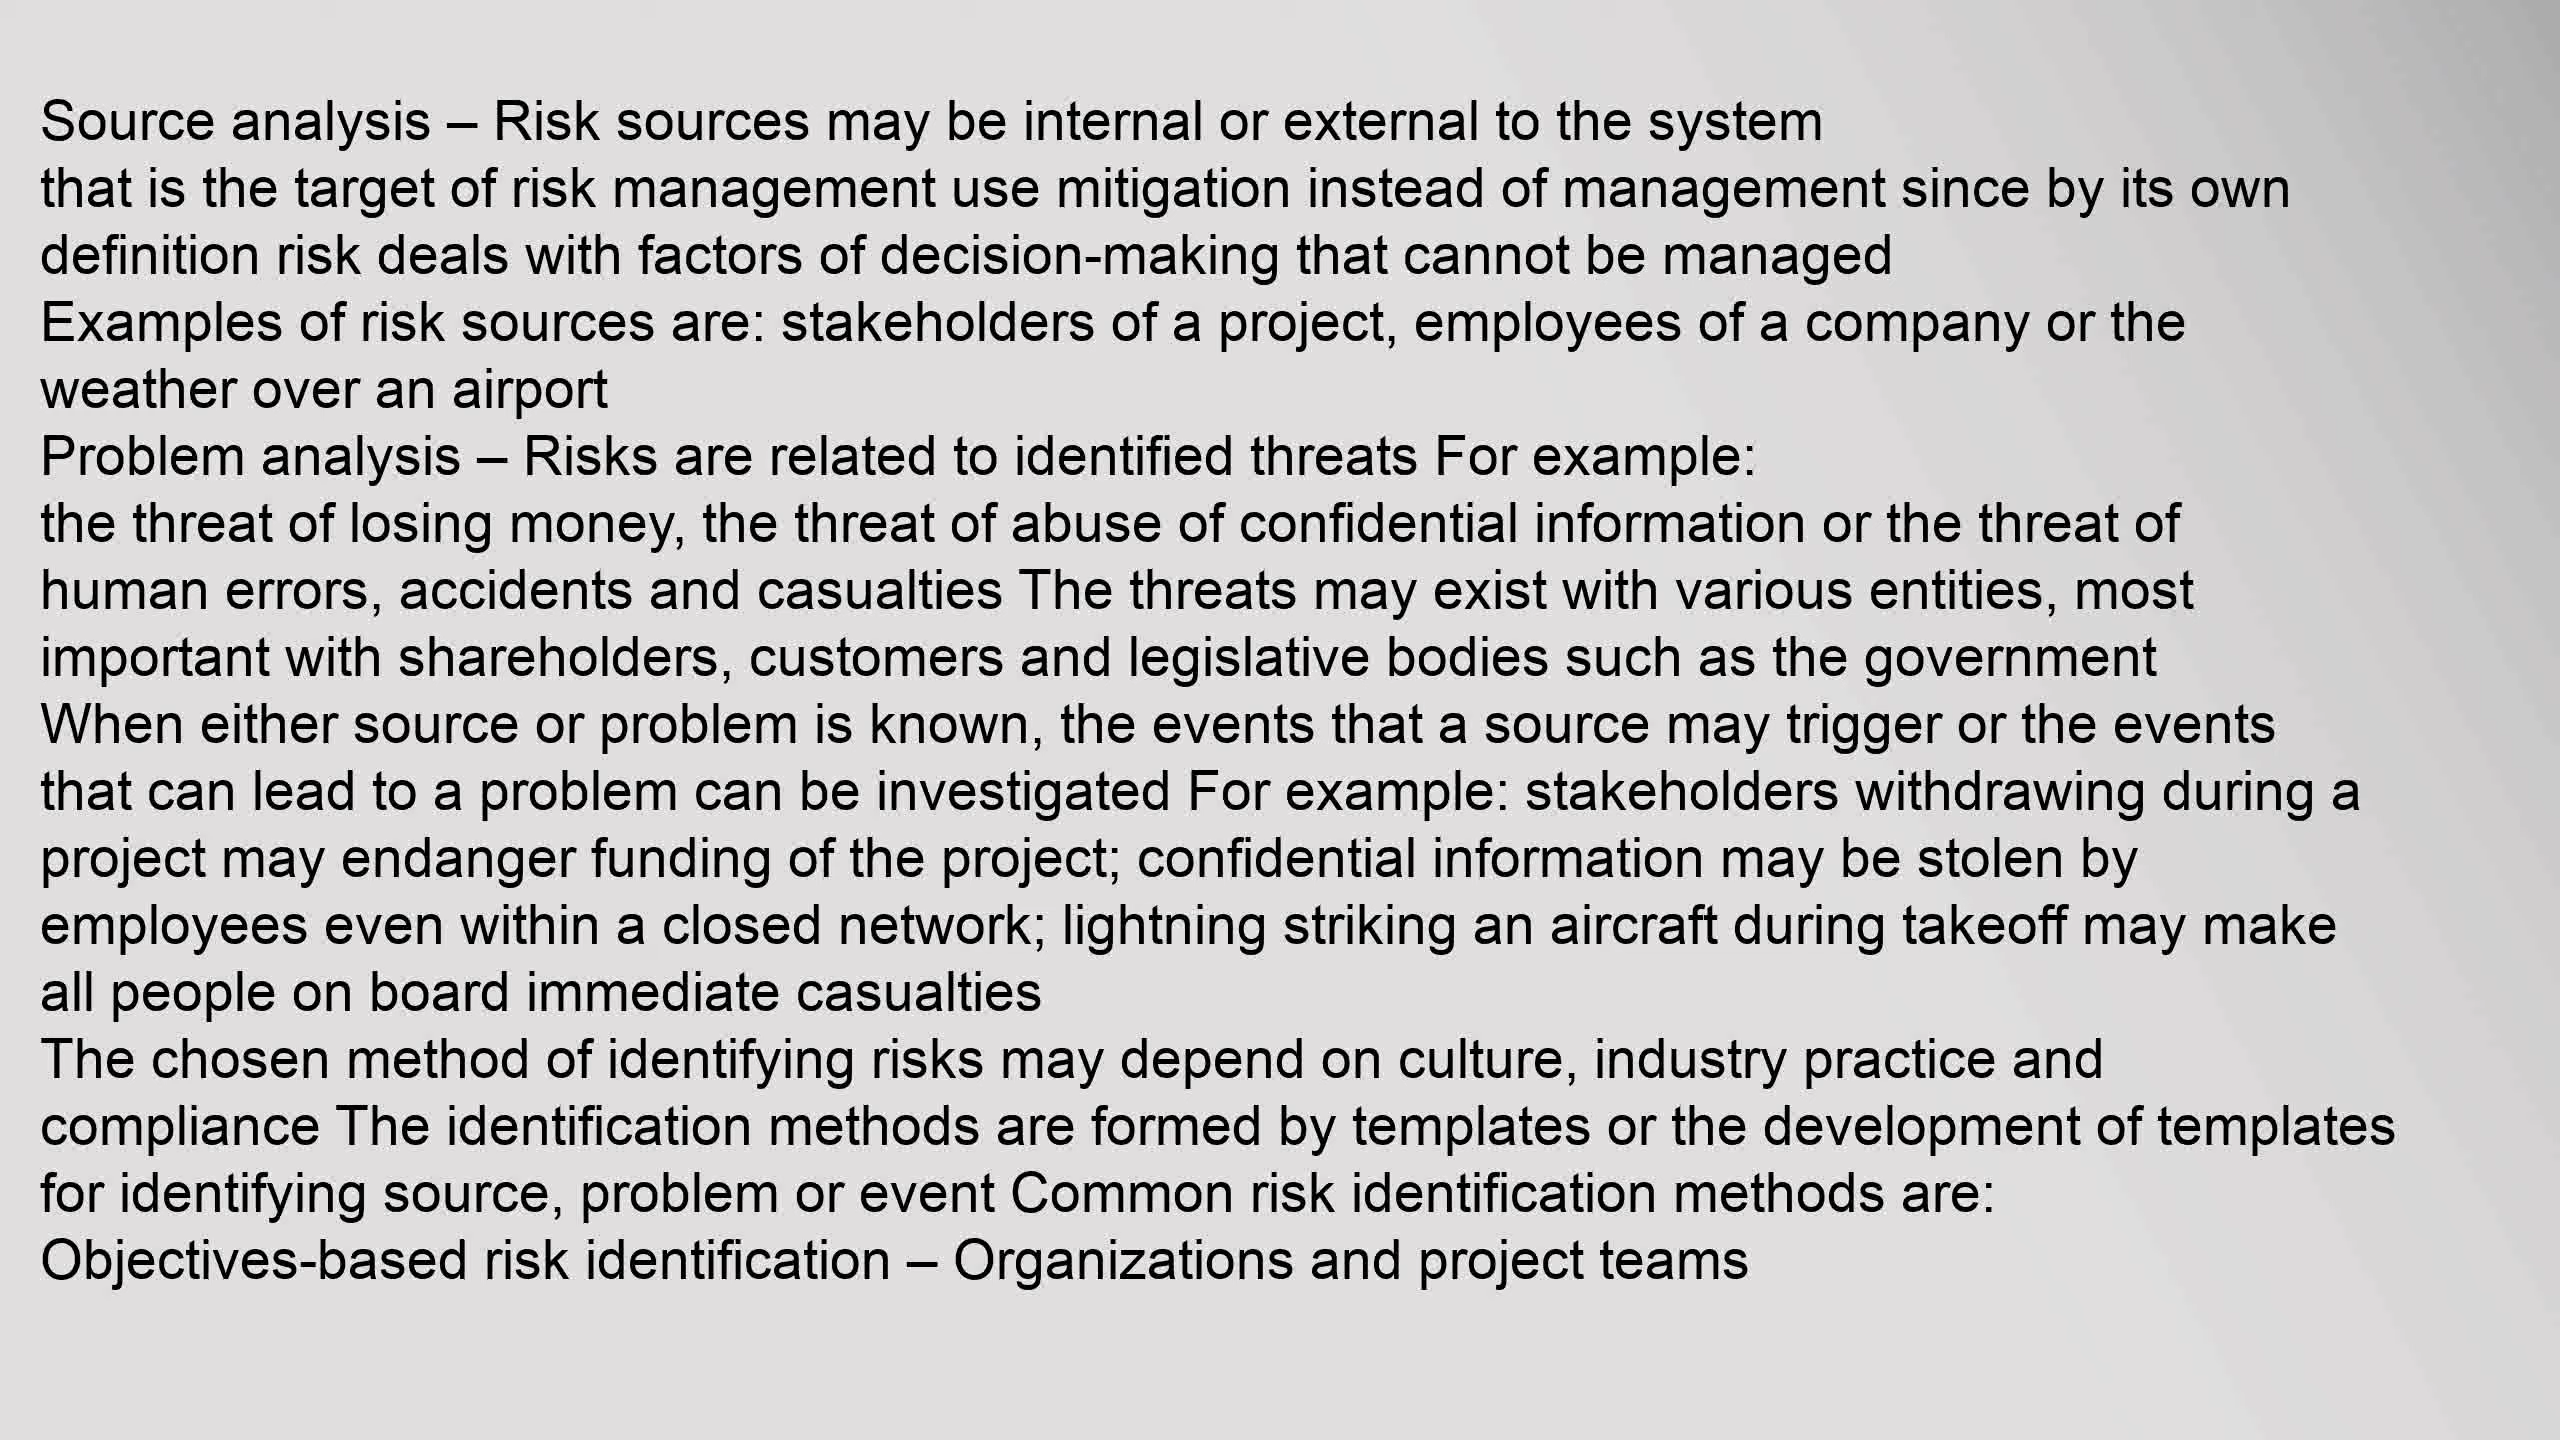 Source analysis – Risk sources may be internal or external to the system
that is the target of risk management use mitigation instead of management since by its own
definition risk deals with factors of decision-making that cannot be managed
Examples of risk sources are: stakeholders of a project, employees of a company or the
weather over an airport
Problem analysis – Risks are related to identified threats For example:
the threat of losing money, the threat of abuse of confidential information or the threat of
human errors, accidents and casualties The threats may exist with various entities, most
important with shareholders, customers and legislative bodies such as the government
When either source or problem is known, the events that a source may trigger or the events
that can lead to a problem can be investigated For example: stakeholders withdrawing during a
project may endanger funding of the project; confidential information may be stolen by
employees even within a closed network; lightning striking an aircraft during takeoff may make
all people on board immediate casualties
The chosen method of identifying risks may depend on culture, industry practice and
compliance The identification methods are formed by templates or the development of templates
for identifying source, problem or event Common risk identification methods are:
Objectives-based risk identification – Organizations and project teams